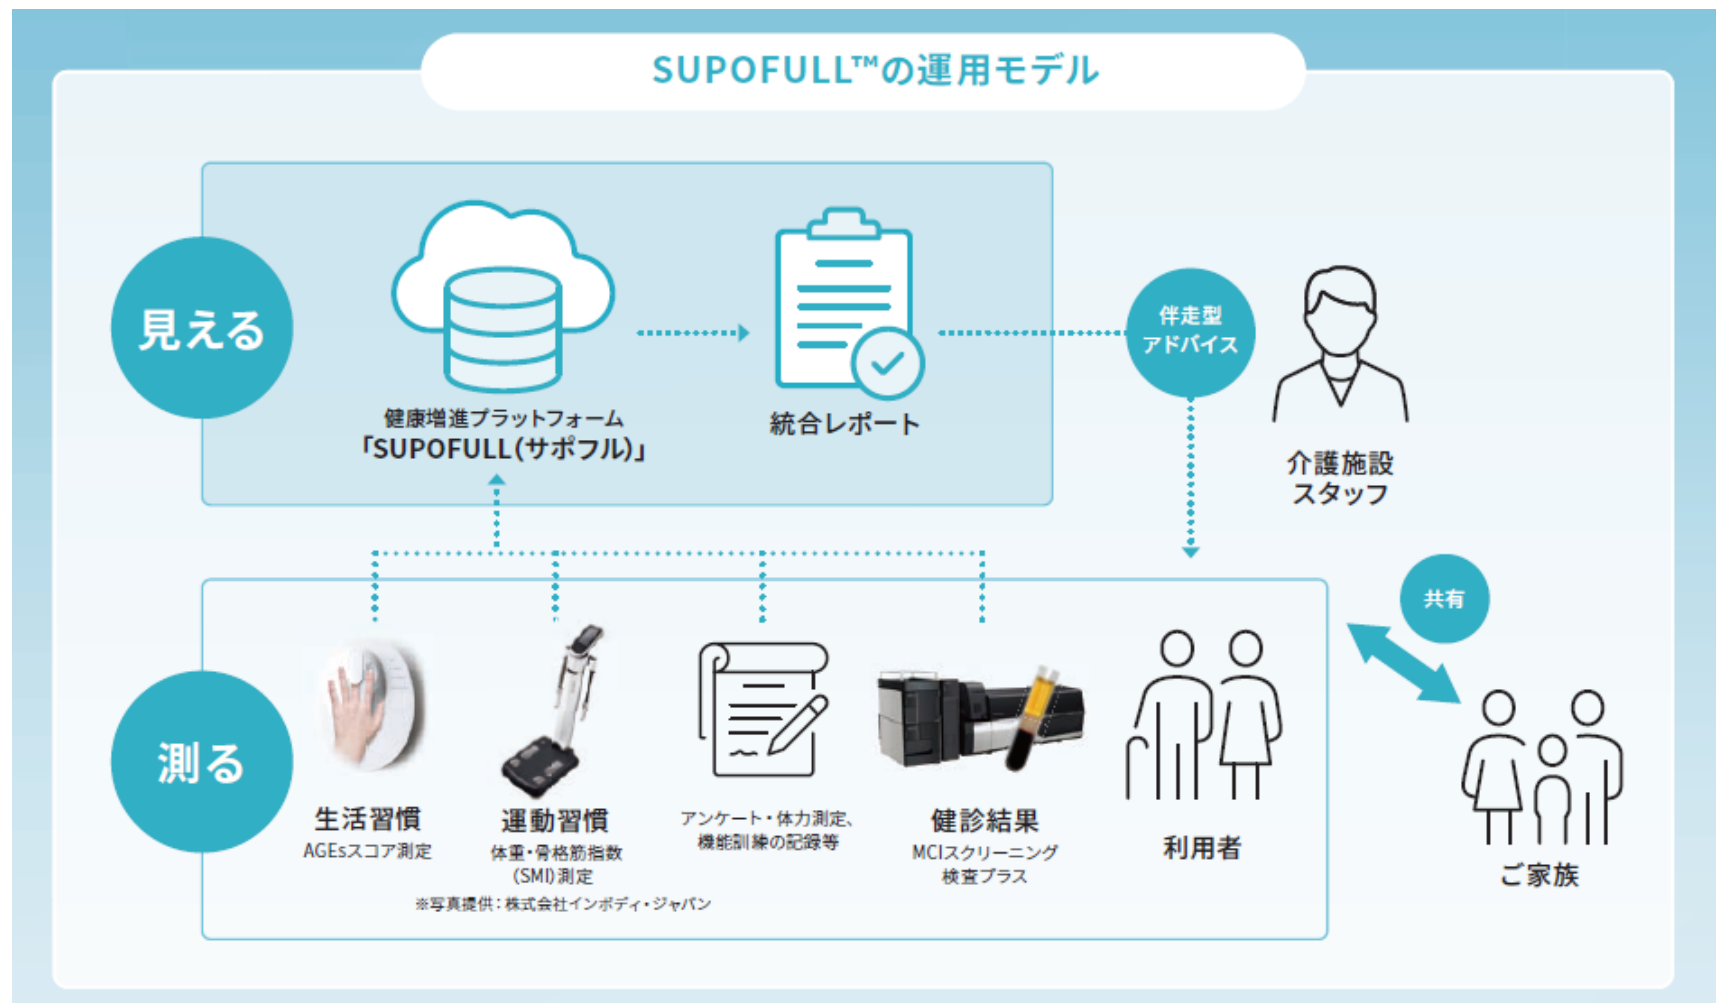 SUPOFULL™の運用モデル
見える
健康増進プラットフォーム
「SUPOFULL(サポフル)」
統合レポート
伴走型
アドバイス
介護施設
スタッフ
共有
測る
生活習慣
AGEsスコア測定
運動習慣
体重・骨格筋指数
(SMI)測定
※写真提供：株式会社インボディ・ジャパン
アンケート・体力測定、
機能訓練の記録等
健診結果
MCIスクリーニング
検査プラス
利用者
ご家族